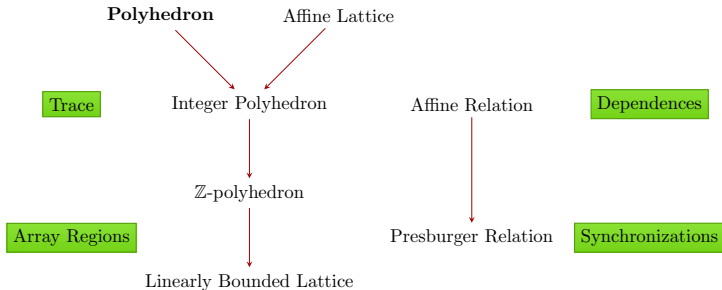 Polyhedron
Affine Lattice
Trace
Integer Polyhedron
Affine Relation
Dependences
ℤ-polyhedron
Array Regions
Presburger Relation
Synchronizations
Linearly Bounded Lattice